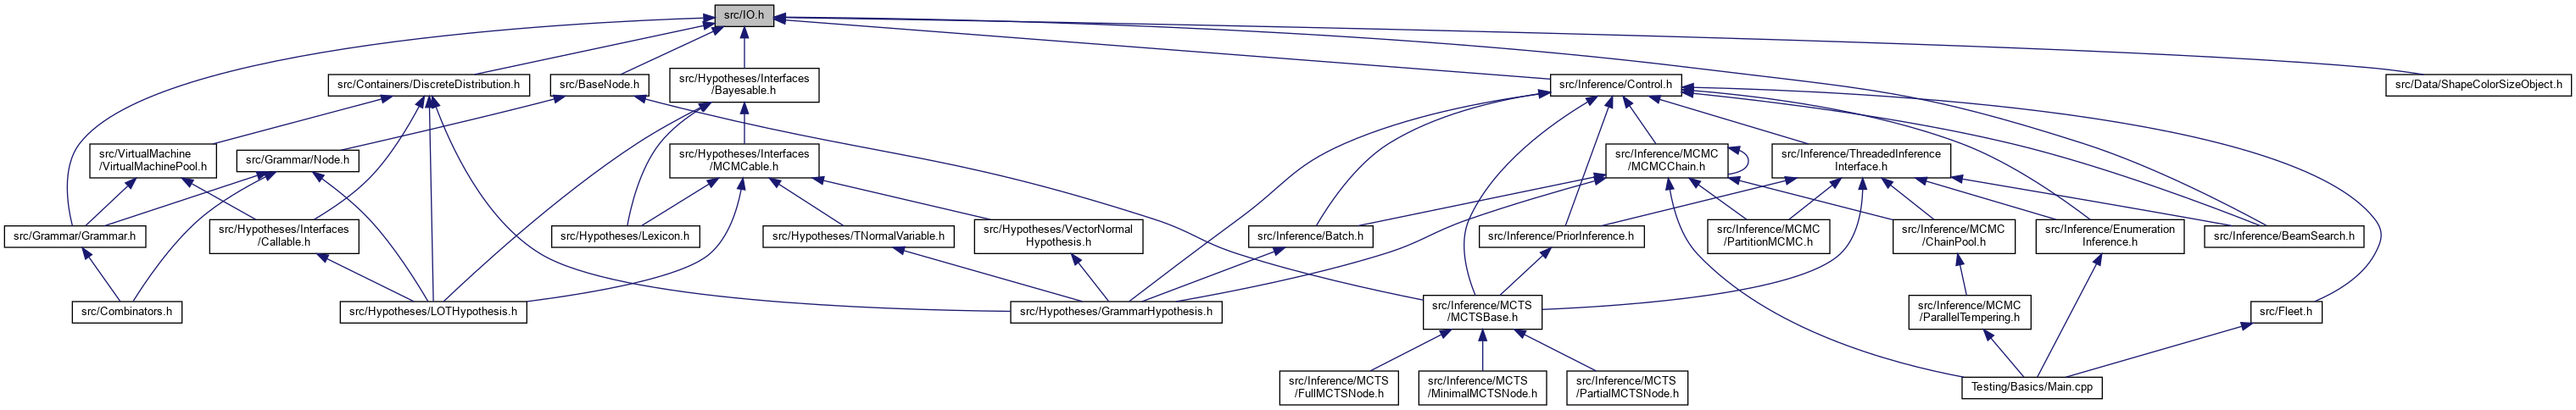 src/IO.h
src/Containers/DiscreteDistribution.h
src/BaseNode.h
src/Hypotheses/Interfaces
/Bayesable.h
src/Inference/Control.h
src/Data/ShapeColorSizeObject.h
src/VirtualMachine
/VirtualMachinePool.h
src/Grammar/Node.h
src/Hypotheses/Interfaces
/MCMCable.h
src/Inference/MCMC
/MCMCChain.h
src/Inference/ThreadedInference
Interface.h
src/Grammar/Grammar.h
src/Hypotheses/Interfaces
/Callable.h
src/Hypotheses/Lexicon.h
src/Hypotheses/TNormalVariable.h
src/Hypotheses/VectorNormal
Hypothesis.h
src/Inference/Batch.h
src/Inference/PriorInference.h
src/Inference/MCMC
/PartitionMCMC.h
src/Inference/MCMC
/ChainPool.h
src/Inference/Enumeration
Inference.h
src/Inference/BeamSearch.h
src/Combinators.h
src/Hypotheses/LOTHypothesis.h
src/Hypotheses/GrammarHypothesis.h
src/Inference/MCTS
/MCTSBase.h
src/Inference/MCMC
/ParallelTempering.h
src/Fleet.h
src/Inference/MCTS
/FullMCTSNode.h
src/Inference/MCTS
/MinimalMCTSNode.h
src/Inference/MCTS
/PartialMCTSNode.h
Testing/Basics/Main.cpp